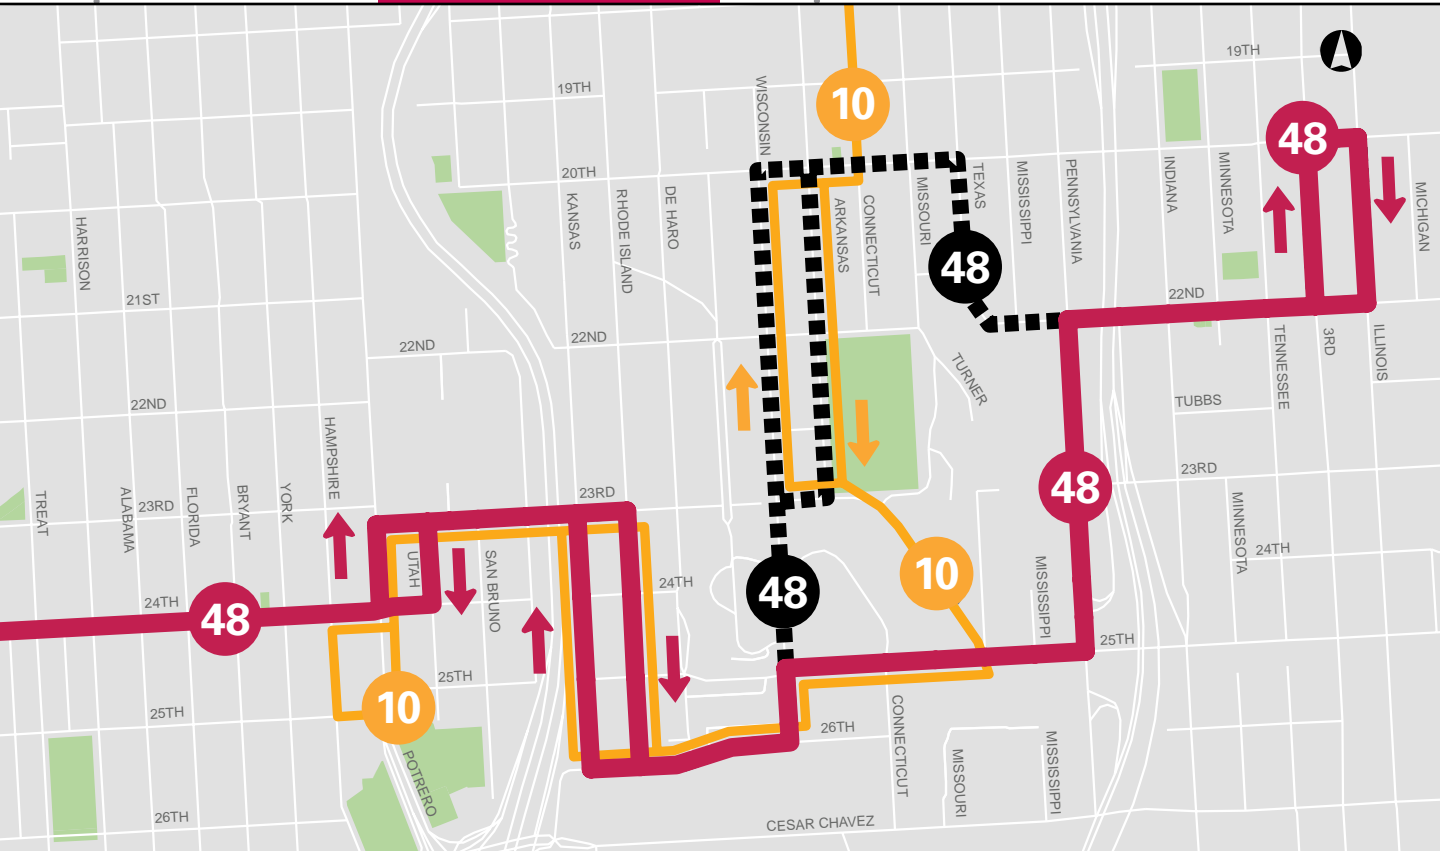 19TH
19TH
WISCONSIN
10
48
20TH
KANSAS
RHODE ISLAND
DE HARO
ARKANSAS
CONNECTICUT
MISSOURI
TEXAS
MISSISSIPPI
PENNSYLVANIA
INDIANA
MINNESOTA
MICHIGAN
HARRISON
48
21ST
22ND
22ND
22ND
22ND
TURNER
TENNESSEE
3RD
ILLINOIS
TUBBS
HAMPSHIRE
TREAT
ALABAMA
23RD
FLORIDA
BRYANT
YORK
23RD
48
23RD
MINNESOTA
UTAH
SAN BRUNO
24TH
24TH
24TH
MISSISSIPPI
10
48
48
25TH
25TH
25TH
10
POTRERO
26TH
CONNECTICUT
MISSOURI
MISSISSIPPI
26TH
CESAR CHAVEZ